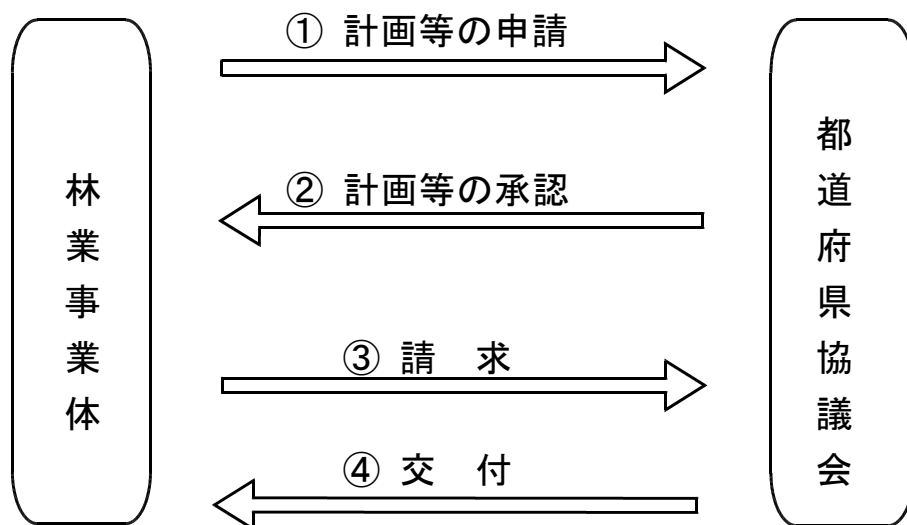 林業事業体
① 計画等の申請
② 計画等の承認
③ 請　求
④ 交　付
都道府県協議会